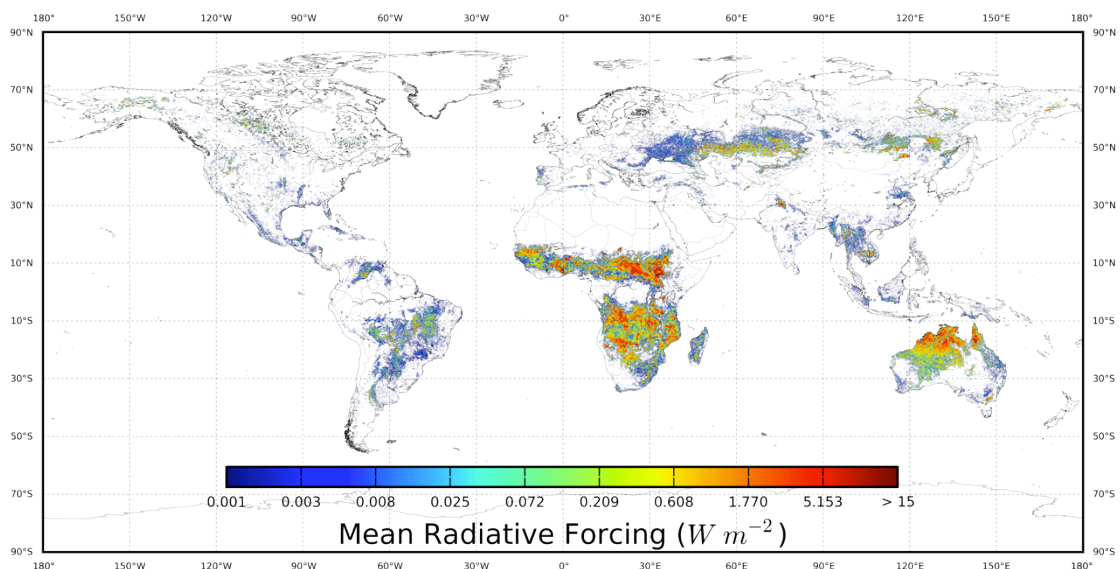 180° 150°W 120°W 90°W 60°W 30°W 0° 30°E 60°E 90°E 120°E 150°E 180°
90°N 90°N
70°N 70°N
50°N 50°N
30°N 30°N
10°N 10°N
10°S 10°S
30°S 30°S
50°S 50°S
0.001 0.003 0.008 0.025 0.072 0.209 0.608 1.770 5.153 > 15
70°S 70°S
Mean Radiative Forcing (W m⁻²)
90°S 90°S
180° 150°W 120°W 90°W 60°W 30°W 0° 30°E 60°E 90°E 120°E 150°E 180°